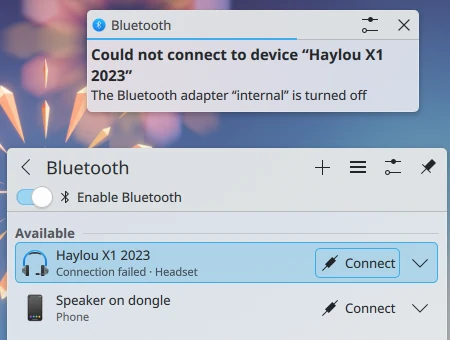 Bluetooth
Could not connect to device “Haylou X1
2023”
The Bluetooth adapter “internal” is turned off
Bluetooth
Enable Bluetooth
Available
Haylou X1 2023
Connection failed · Headset
Connect
Speaker on dongle
Phone
Connect